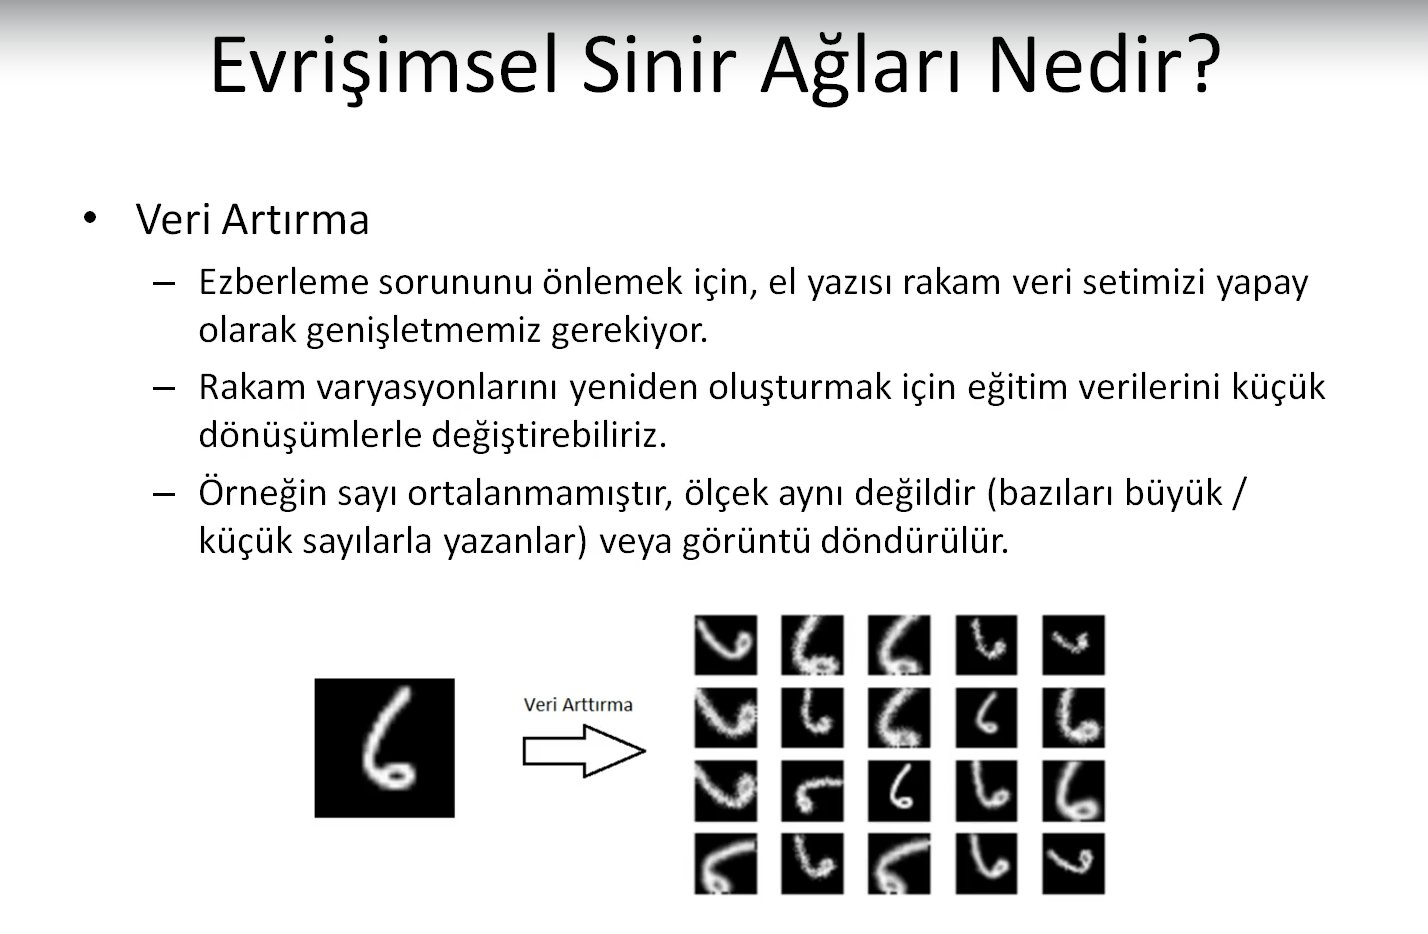 Evrişimsel Sinir Ağları Nedir?
• Veri Artırma
– Ezberleme sorununu önlemek için, el yazısı rakam veri setimizi yapay
olarak genişletmemiz gerekiyor.
– Rakam varyasyonlarını yeniden oluşturmak için eğitim verilerini küçük
dönüşümlerle değiştirebiliriz.
– Örneğin sayı ortalanmamıştır, ölçek aynı değildir (bazıları büyük /
küçük sayılarla yazanlar) veya görüntü döndürülür.
Veri Arttırma
6